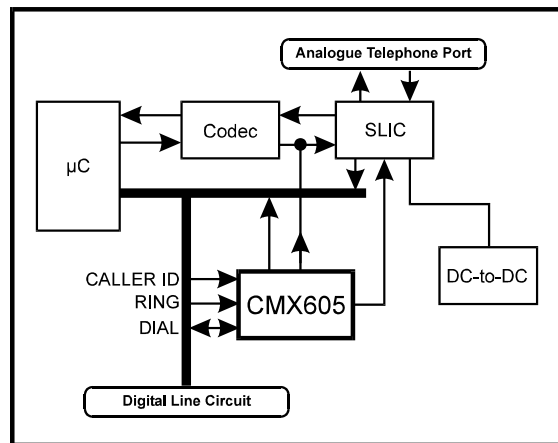 Analogue Telephone Port
µC
Codec
SLIC
DC-to-DC
CALLER ID
RING
DIAL
CMX605
Digital Line Circuit